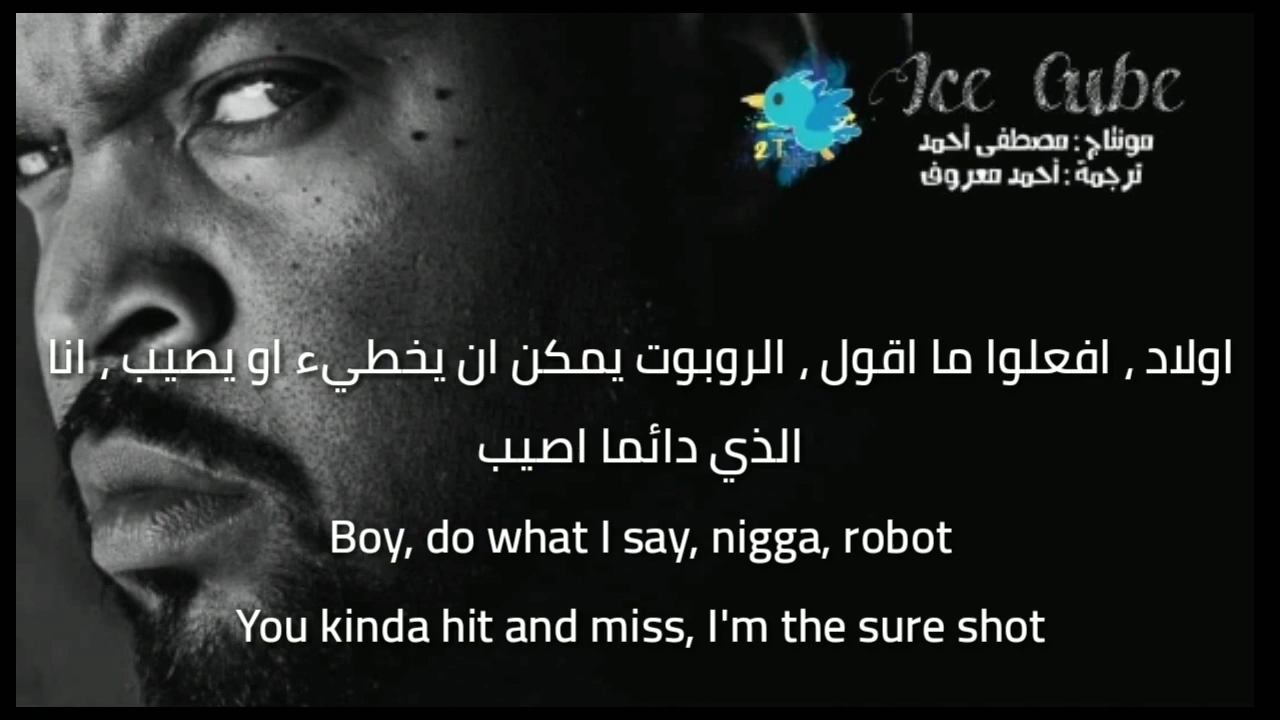 Ice Cube
مونتاج : مصطفى أحمد
ترجمة : أحمد معروف
2T
اولاد , افعلوا ما اقول , الروبوت يمكن ان يخطيء او يصيب , انا
الذي دائما اصيب
Boy, do what I say, nigga, robot
You kinda hit and miss, I'm the sure shot